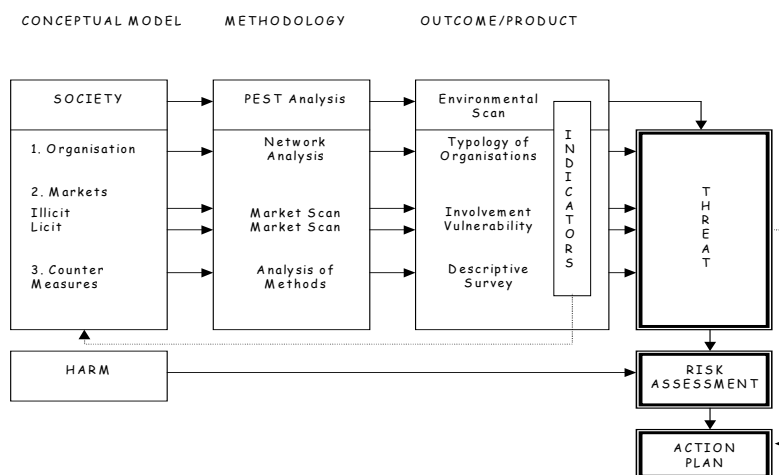 CONCEPTUAL MODEL
METHODOLOGY
OUTCOME/PRODUCT
SOCIETY
PEST Analysis
Environmental
Scan
1. Organisation
Network
Analysis
Typology of
Organisations
2. Markets
Illicit
Licit
Market Scan
Market Scan
Involvement
Vulnerability
3. Counter
Measures
Analysis of
Methods
Descriptive
Survey
INDICATORS
THREAT
HARM
RISK
ASSESSMENT
ACTION
PLAN